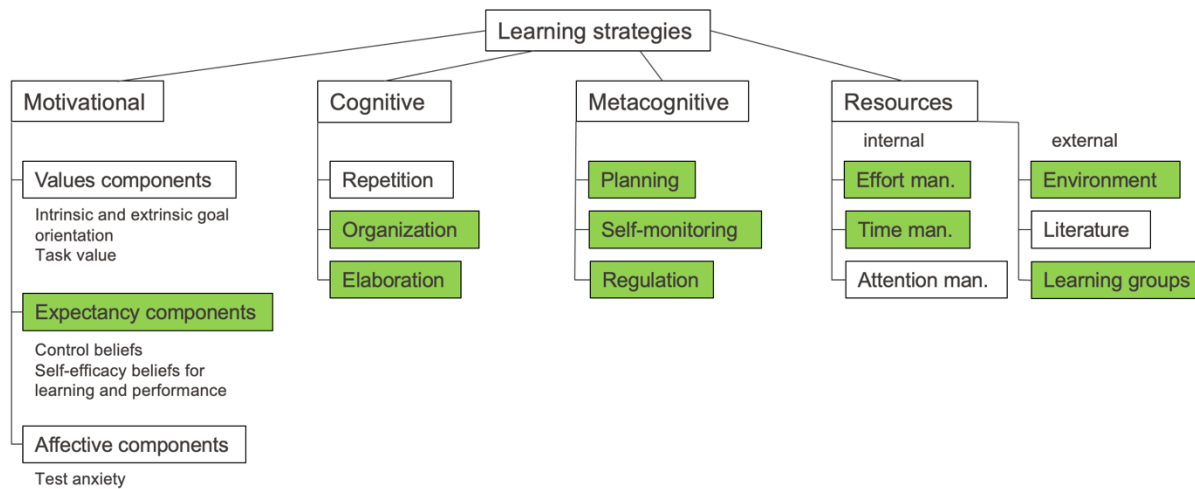 Learning strategies
Motivational
Cognitive
Metacognitive
Resources
internal
external
Values components
Intrinsic and extrinsic goal
orientation
Task value
Expectancy components
Control beliefs
Self-efficacy beliefs for
learning and performance
Affective components
Test anxiety
Repetition
Organization
Elaboration
Planning
Self-monitoring
Regulation
Effort man.
Time man.
Attention man.
Environment
Literature
Learning groups